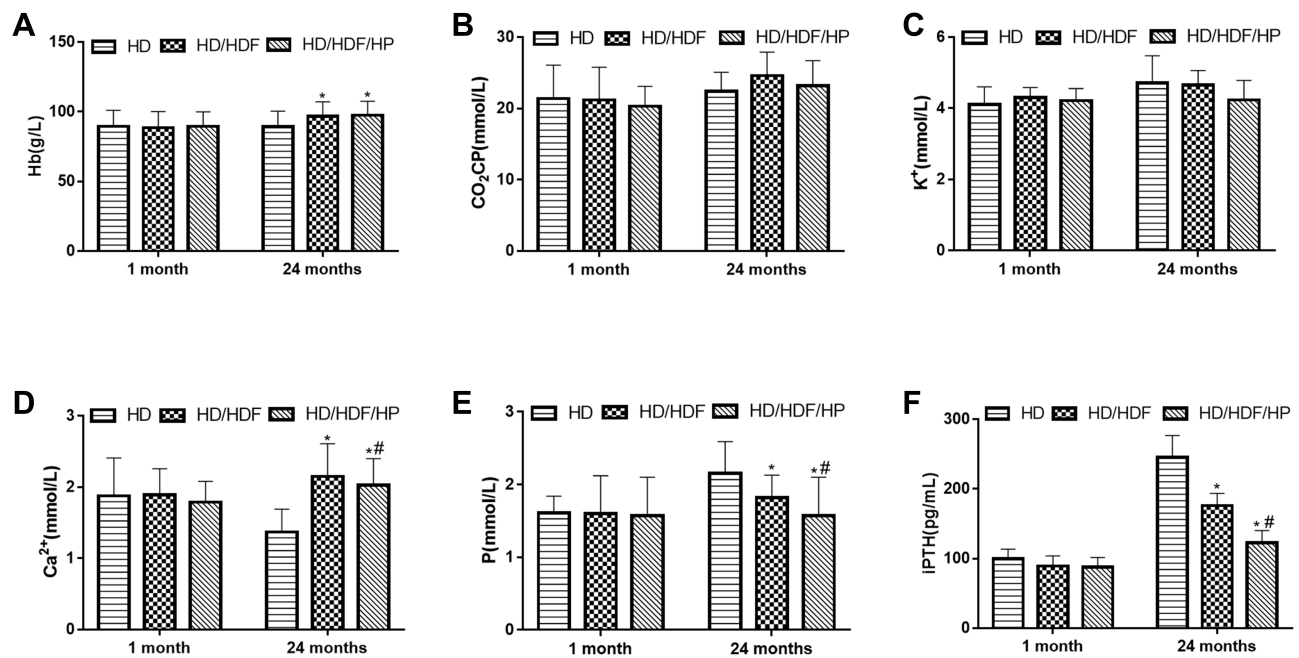 A
HD HD/HDF HD/HDF/HP
Hb(g/L)
150
100
50
0
* *
1 month 24 months
B
HD HD/HDF HD/HDF/HP
CO₂CP(mmol/L)
30
20
10
0
1 month 24 months
C
HD HD/HDF HD/HDF/HP
K⁺(mmol/L)
6
4
2
0
1 month 24 months
D
HD HD/HDF HD/HDF/HP
Ca²⁺(mmol/L)
3
2
1
0
* *#
1 month 24 months
E
HD HD/HDF HD/HDF/HP
P(mmol/L)
3
2
1
0
* *#
1 month 24 months
F
HD HD/HDF HD/HDF/HP
iPTH(pg/mL)
300
200
100
0
* *#
1 month 24 months